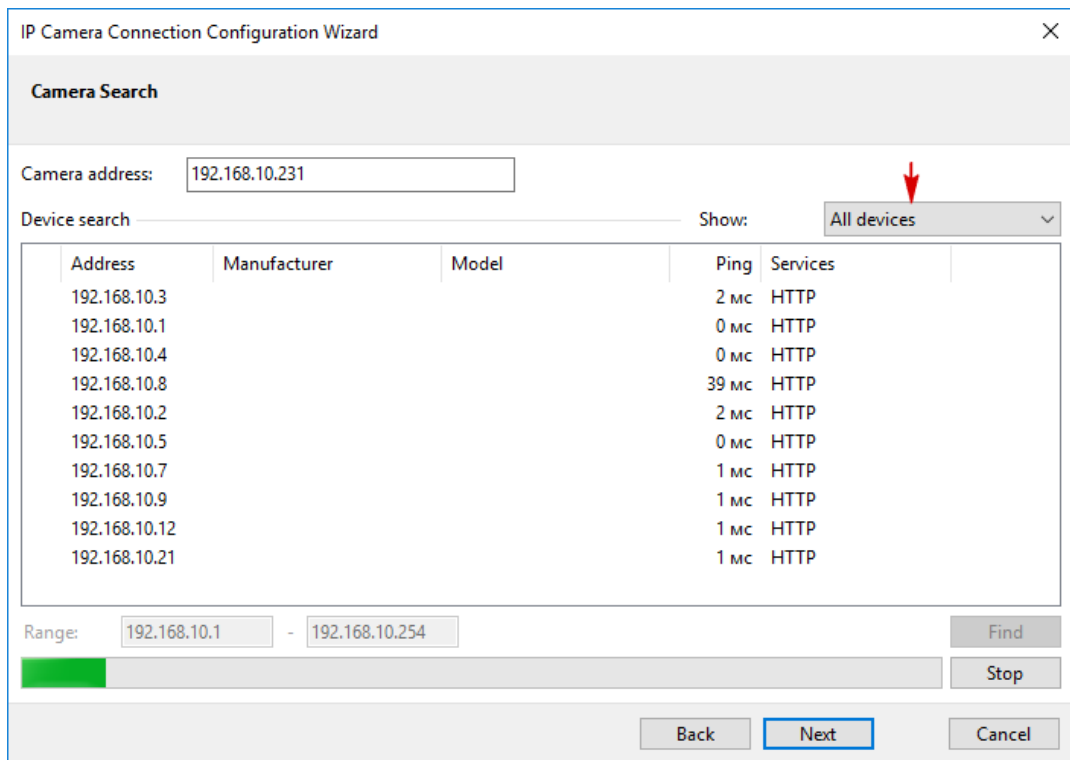 IP Camera Connection Configuration Wizard
Camera Search
Camera address: 192.168.10.231
Device search Show: All devices
Address Manufacturer Model Ping Services
192.168.10.3 2 мс HTTP
192.168.10.1 0 мс HTTP
192.168.10.4 0 мс HTTP
192.168.10.8 39 мс HTTP
192.168.10.2 2 мс HTTP
192.168.10.5 0 мс HTTP
192.168.10.7 1 мс HTTP
192.168.10.9 1 мс HTTP
192.168.10.12 1 мс HTTP
192.168.10.21 1 мс HTTP
Range: 192.168.10.1 - 192.168.10.254 Find
Stop
Back Next Cancel